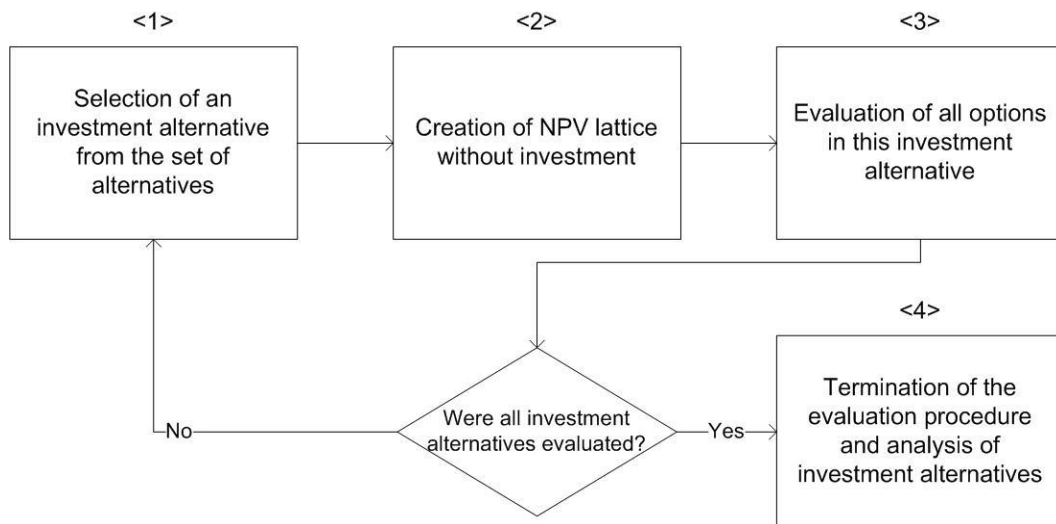 <1>
Selection of an
investment alternative
from the set of
alternatives
<2>
Creation of NPV lattice
without investment
<3>
Evaluation of all options
in this investment
alternative
Were all investment
alternatives evaluated?
No
Yes
<4>
Termination of the
evaluation procedure
and analysis of
investment alternatives